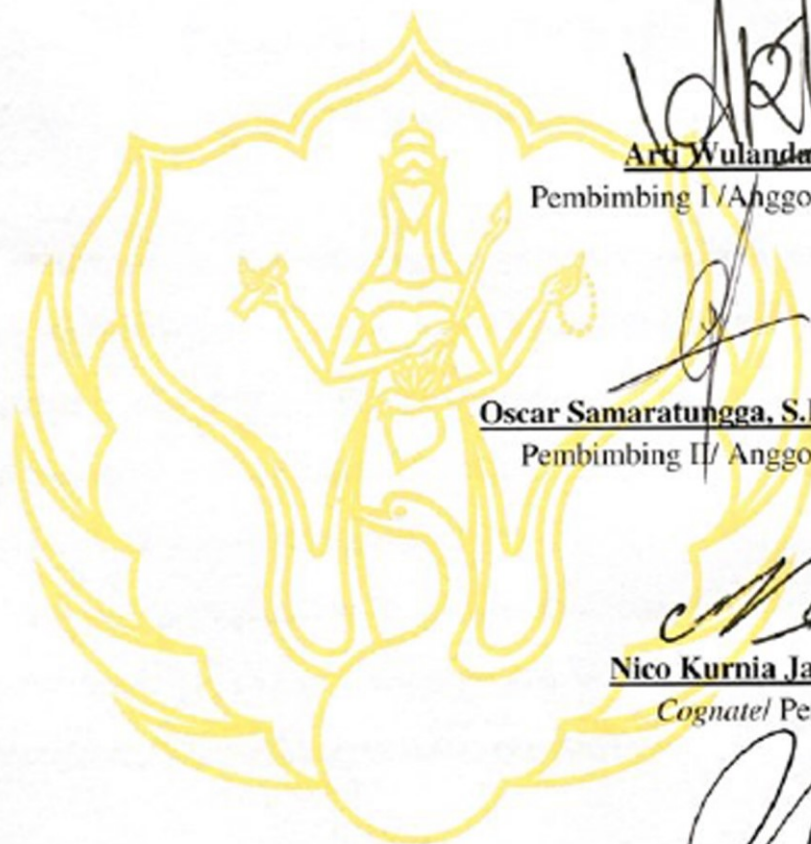 Arti Wulanda
Pembimbing I /Anggo
Oscar Samaratungga, S.
Pembimbing II/ Anggo
Nico Kurnia Ja
Cognate/ Pe